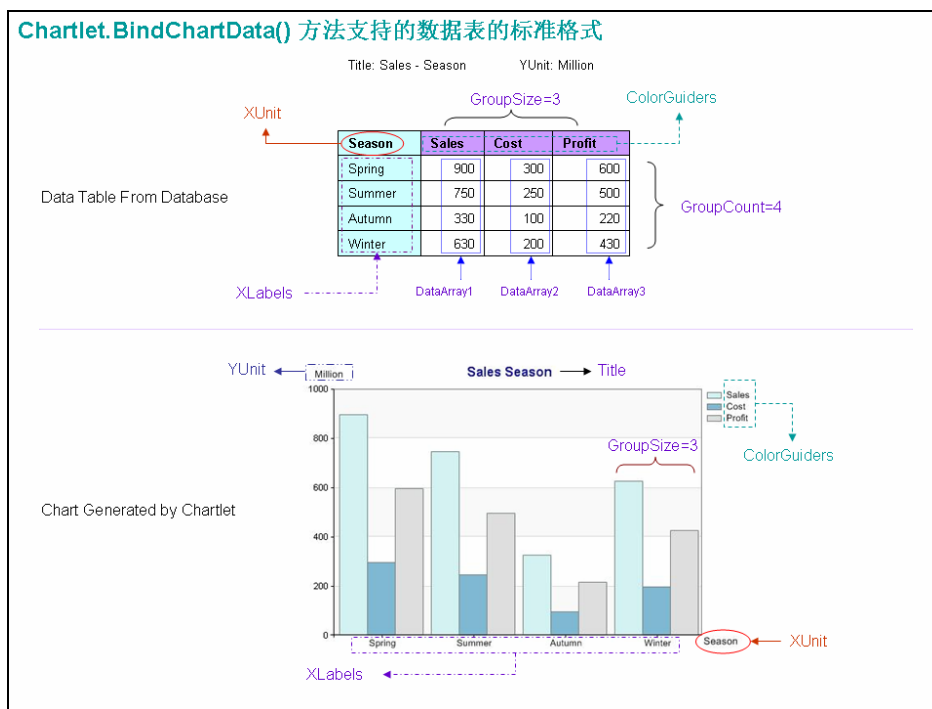 Chartlet.BindChartData() 方法支持的数据表的标准格式
Title: Sales - Season YUnit: Million
GroupSize=3
ColorGuiders
XUnit
Season Sales Cost Profit
Spring 900 300 600
Summer 750 250 500
Autumn 330 100 220
Winter 630 200 430
Data Table From Database
GroupCount=4
XLabels
DataArray1 DataArray2 DataArray3
YUnit
Million
Sales Season
Title
1000
800
600
400
200
0
Sales
Cost
Profit
GroupSize=3
ColorGuiders
Chart Generated by Chartlet
Spring Summer Autumn Winter
Season
XUnit
XLabels